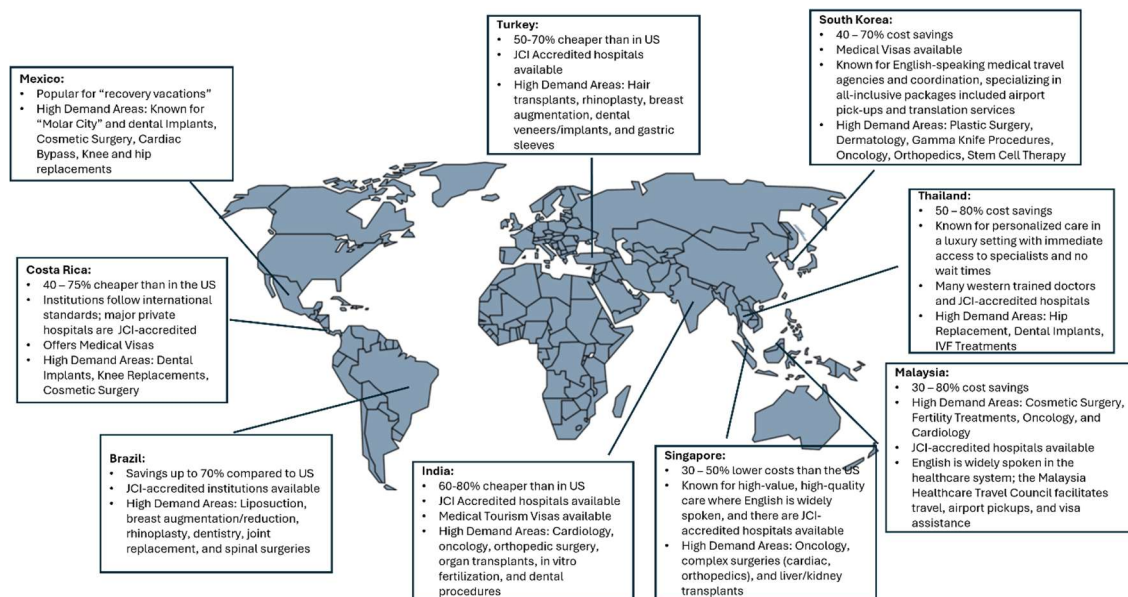 Mexico:
• Popular for “recovery vacations”
• High Demand Areas: Known for
“Molar City” and dental Implants,
Cosmetic Surgery, Cardiac
Bypass, Knee and hip
replacements
Turkey:
• 50-70% cheaper than in US
• JCI Accredited hospitals
available
• High Demand Areas: Hair
transplants, rhinoplasty, breast
augmentation, dental
veneers/implants, and gastric
sleeves
South Korea:
• 40 – 70% cost savings
• Medical Visas available
• Known for English-speaking medical travel
agencies and coordination, specializing in
all-inclusive packages included airport
pick-ups and translation services
• High Demand Areas: Plastic Surgery,
Dermatology, Gamma Knife Procedures,
Oncology, Orthopedics, Stem Cell Therapy
Costa Rica:
• 40 – 75% cheaper than in the US
• Institutions follow international
standards; major private
hospitals are JCI-accredited
• Offers Medical Visas
• High Demand Areas: Dental
Implants, Knee Replacements,
Cosmetic Surgery
Thailand:
• 50 – 80% cost savings
• Known for personalized care in
a luxury setting with immediate
access to specialists and no
wait times
• Many western trained doctors
and JCI-accredited hospitals
• High Demand Areas: Hip
Replacement, Dental Implants,
IVF Treatments
Brazil:
• Savings up to 70% compared to US
• JCI-accredited institutions available
• High Demand Areas: Liposuction,
breast augmentation/reduction,
rhinoplasty, dentistry, joint
replacement, and spinal surgeries
India:
• 60-80% cheaper than in US
• JCI Accredited hospitals available
• Medical Tourism Visas available
• High Demand Areas: Cardiology,
oncology, orthopedic surgery,
organ transplants, in vitro
fertilization, and dental
procedures
Singapore:
• 30 – 50% lower costs than the US
• Known for high-value, high-quality
care where English is widely
spoken, and there are JCI-
accredited hospitals available
• High Demand Areas: Oncology,
complex surgeries (cardiac,
orthopedics), and liver/kidney
transplants
Malaysia:
• 30 – 80% cost savings
• High Demand Areas: Cosmetic Surgery,
Fertility Treatments, Oncology, and
Cardiology
• JCI-accredited hospitals available
• English is widely spoken in the
healthcare system; the Malaysia
Healthcare Travel Council facilitates
travel, airport pickups, and visa
assistance